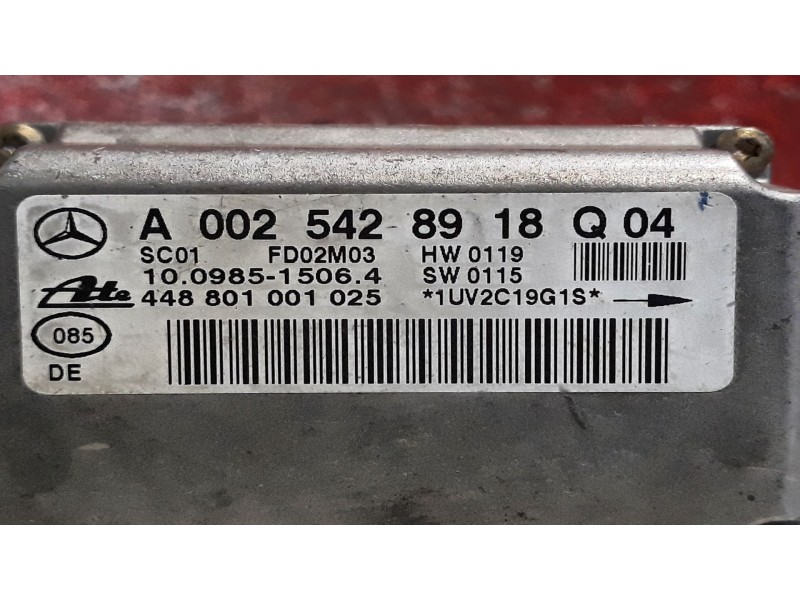 A 002 542 89 18 Q 04
SC01 FD02M03 HW 0119
10.0985-1506.4 SW 0115
Ate 448 801 001 025 *1UV2C19G1S*
085
DE